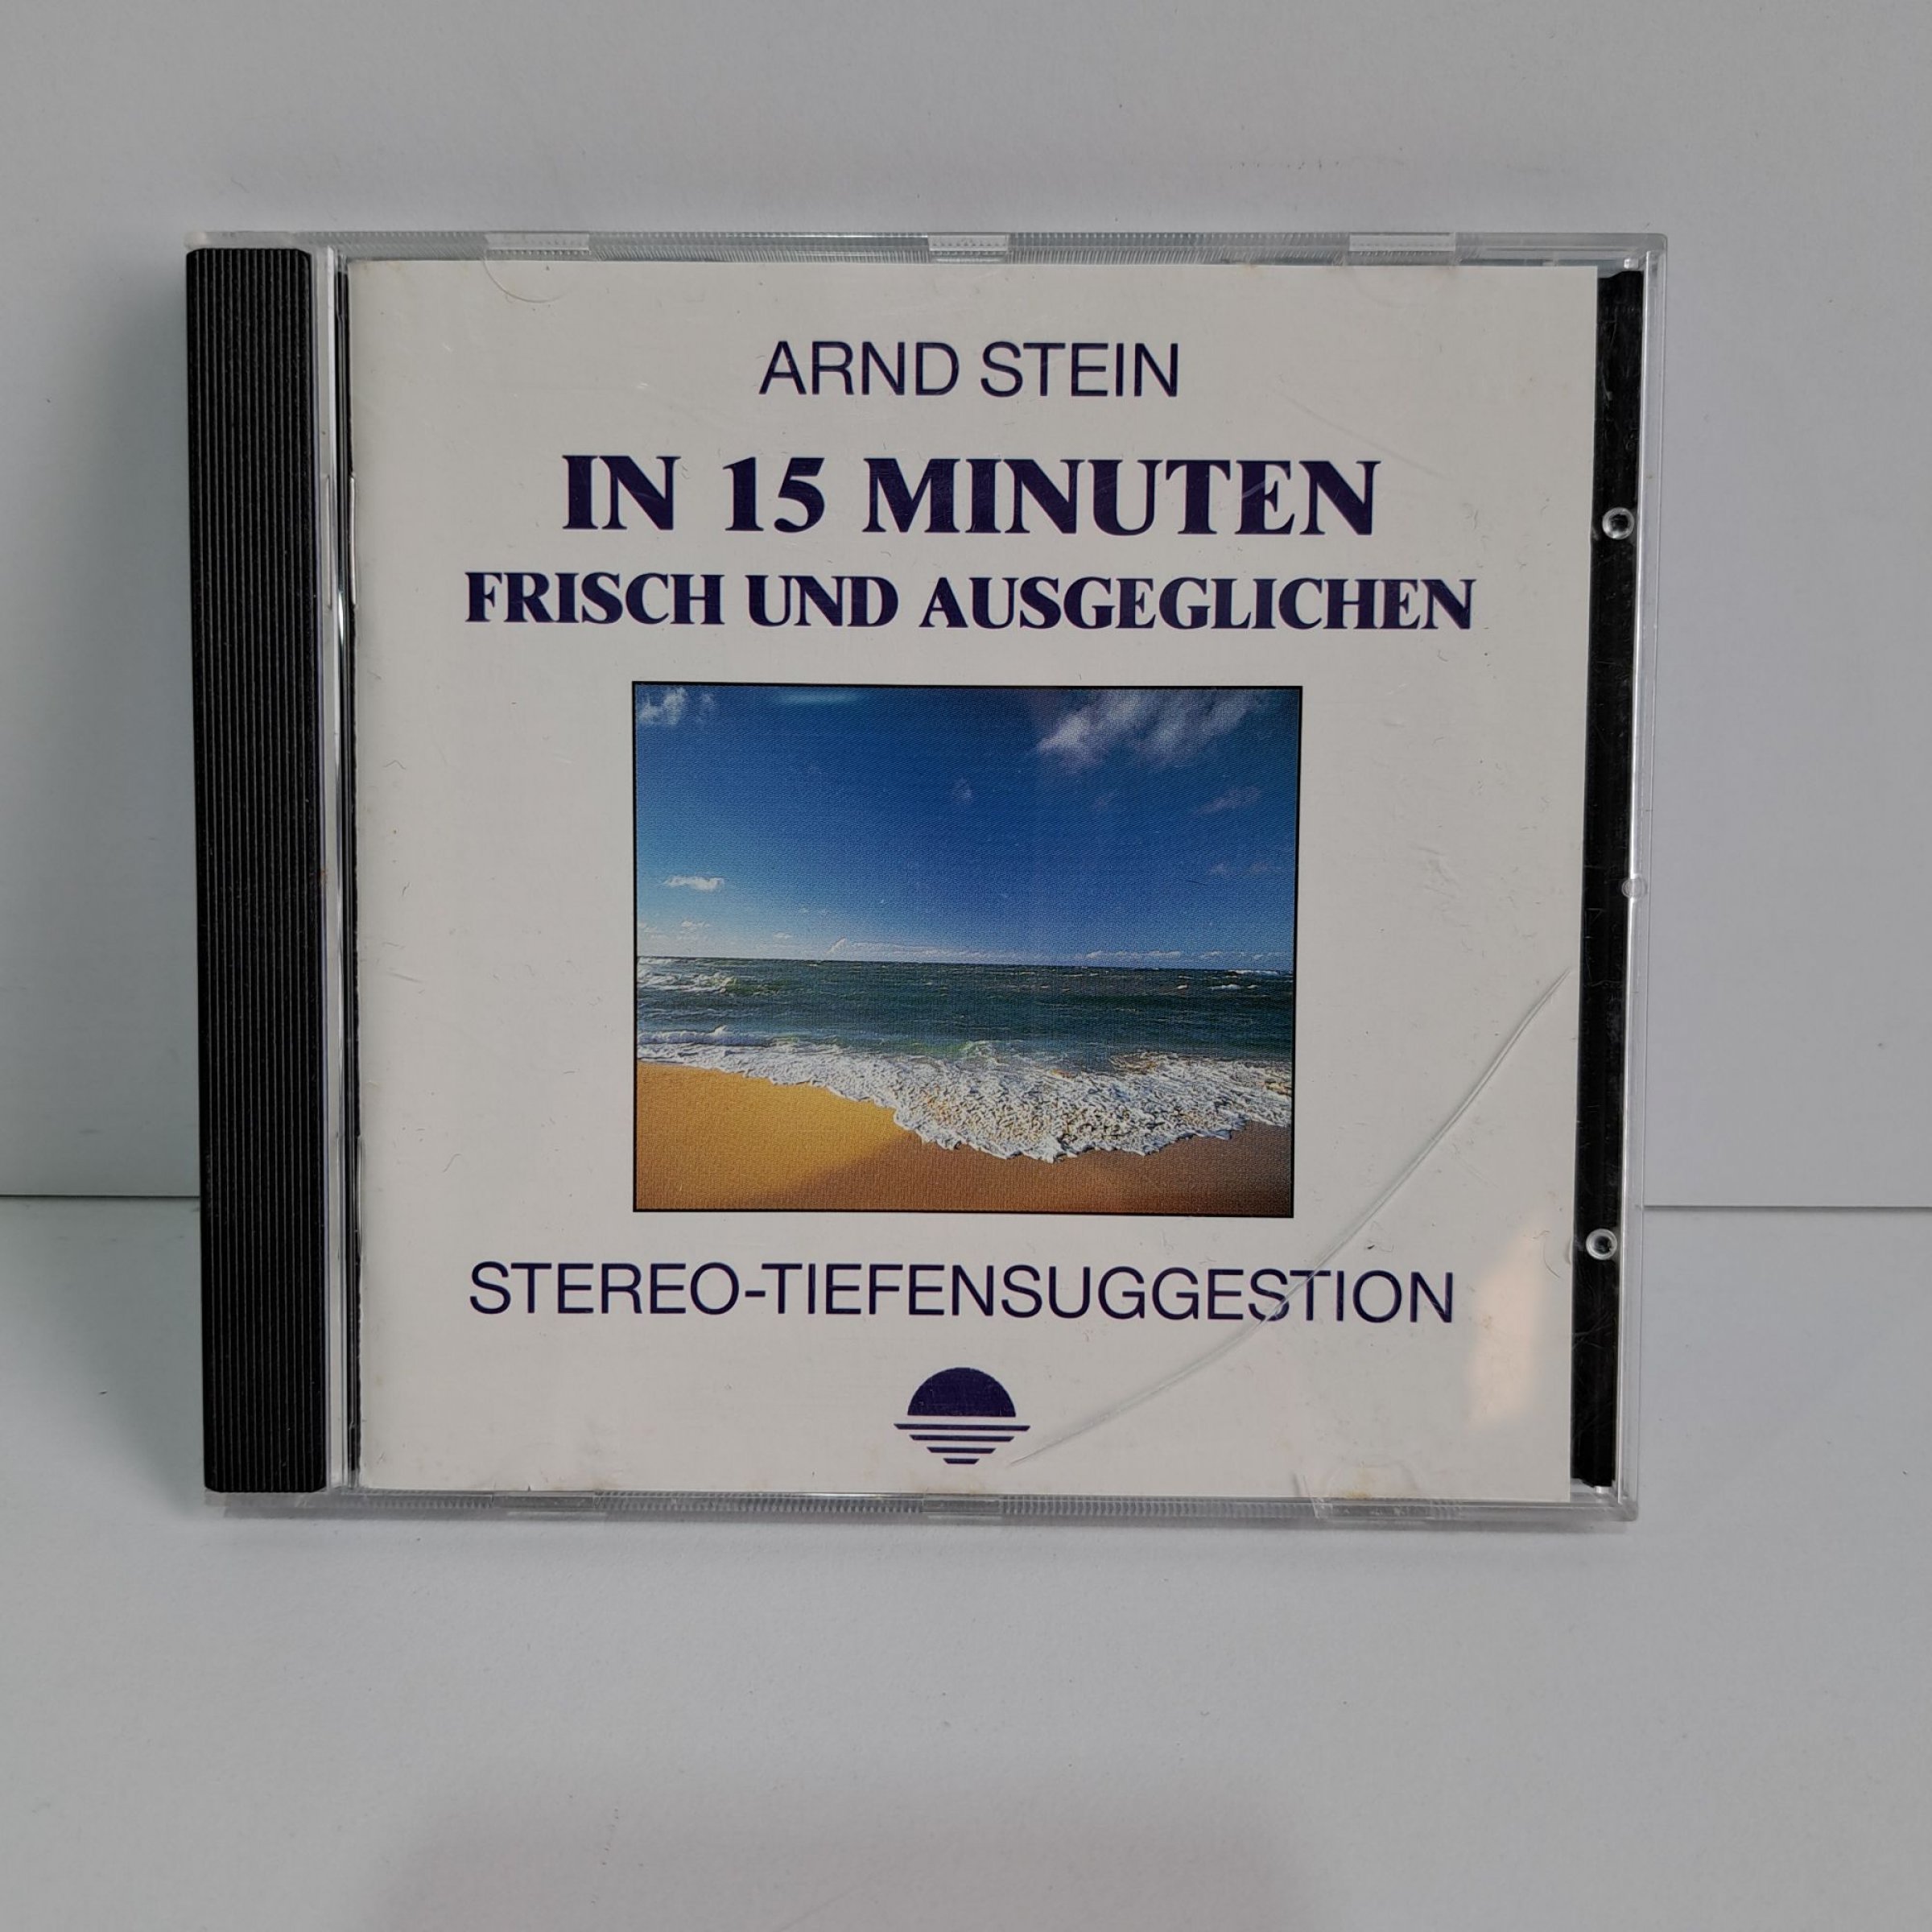 ARND STEIN
IN 15 MINUTEN
FRISCH UND AUSGEGLICHEN
STEREO-TIEFENSUGGESTION